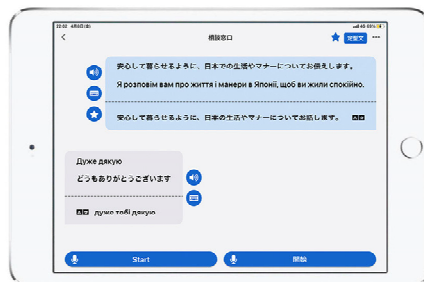 相談窓口
定型文
安心して暮らせるように、日本での生活やマナーについてお伝えします。
Я розповім вам про життя і манери в Японії, щоб ви жили спокійно.
安心して暮らせるように、日本の生活やマナーについてお話します。
Дуже дякую
どうもありがとうございます
дуже тобі дякую
Start
開始